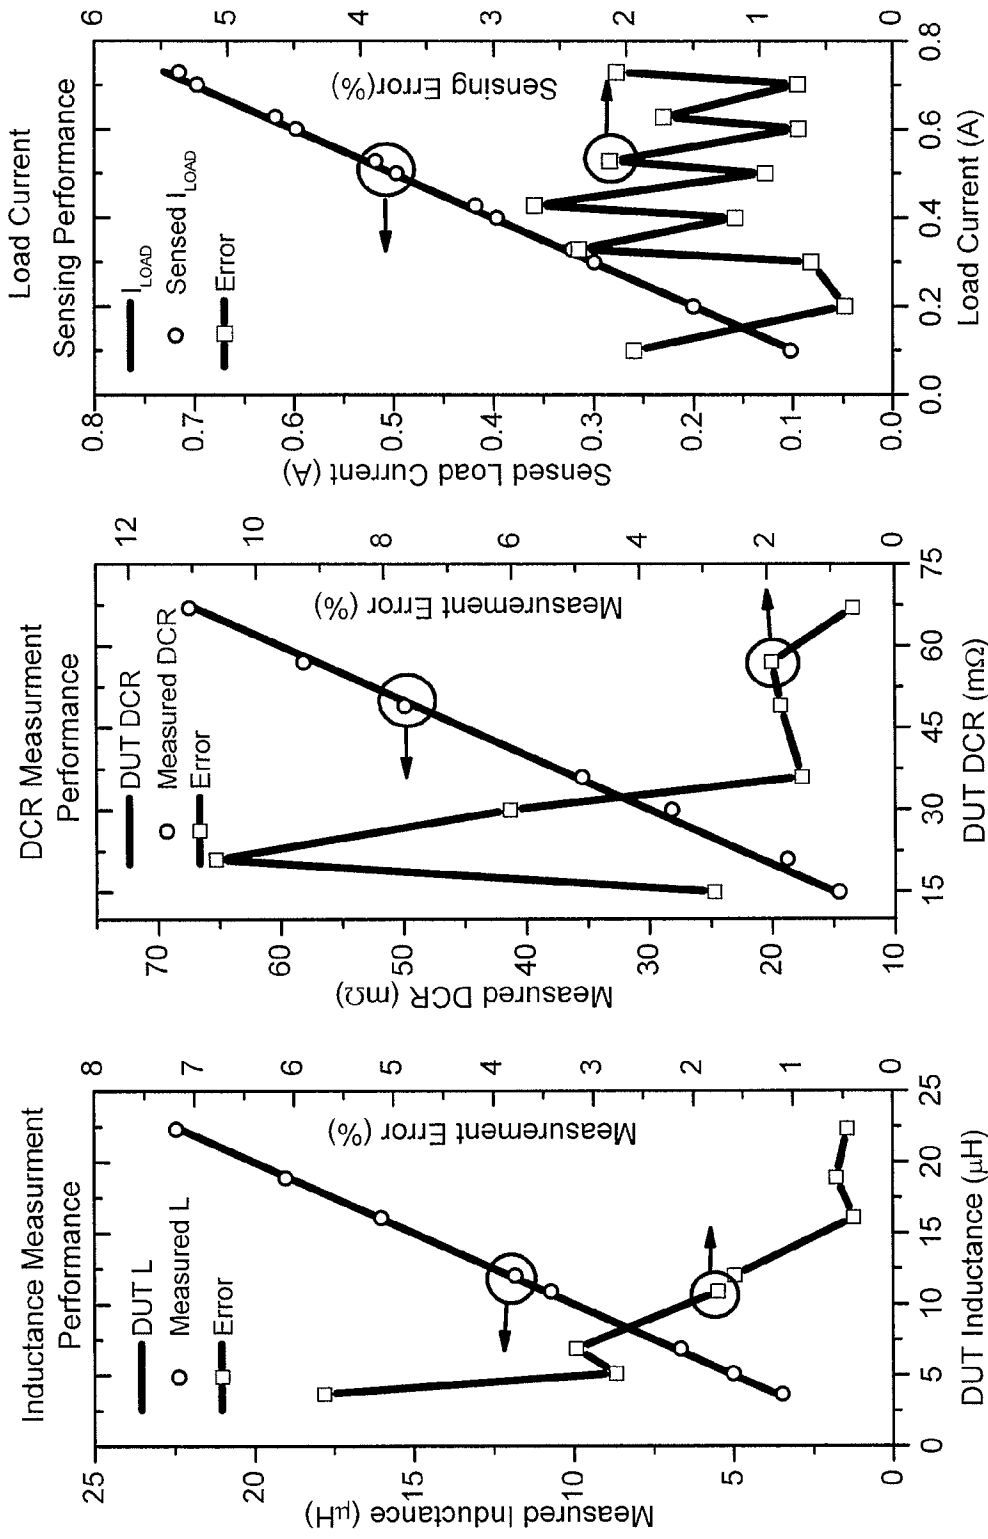 Inductance Measurment
Performance
DUT L
Measured L
Error
Measured Inductance (μH)
25
20
15
10
5
0
Measurement Error
(%)
8
7
6
5
4
3
2
1
0
0
5
10
15
20
25
DUT Inductance (μH)
DCR Measurment
Performance
DUT DCR
Measured DCR
Error
Measured DCR (mΩ)
70
60
50
40
30
20
10
Measurement Error
(%)
12
10
8
6
4
2
0
15
30
45
60
75
DUT DCR (mΩ)
Load Current
Sensing Performance
I LOAD
Sensed I LOAD
Error
Sensed Load Current (A)
0.8
0.7
0.6
0.5
0.4
0.3
0.2
0.1
0.0
Sensing Error
Error(%)
6
5
4
3
2
1
0
0.0
0.2
0.4
0.6
0.8
Load Current (A)